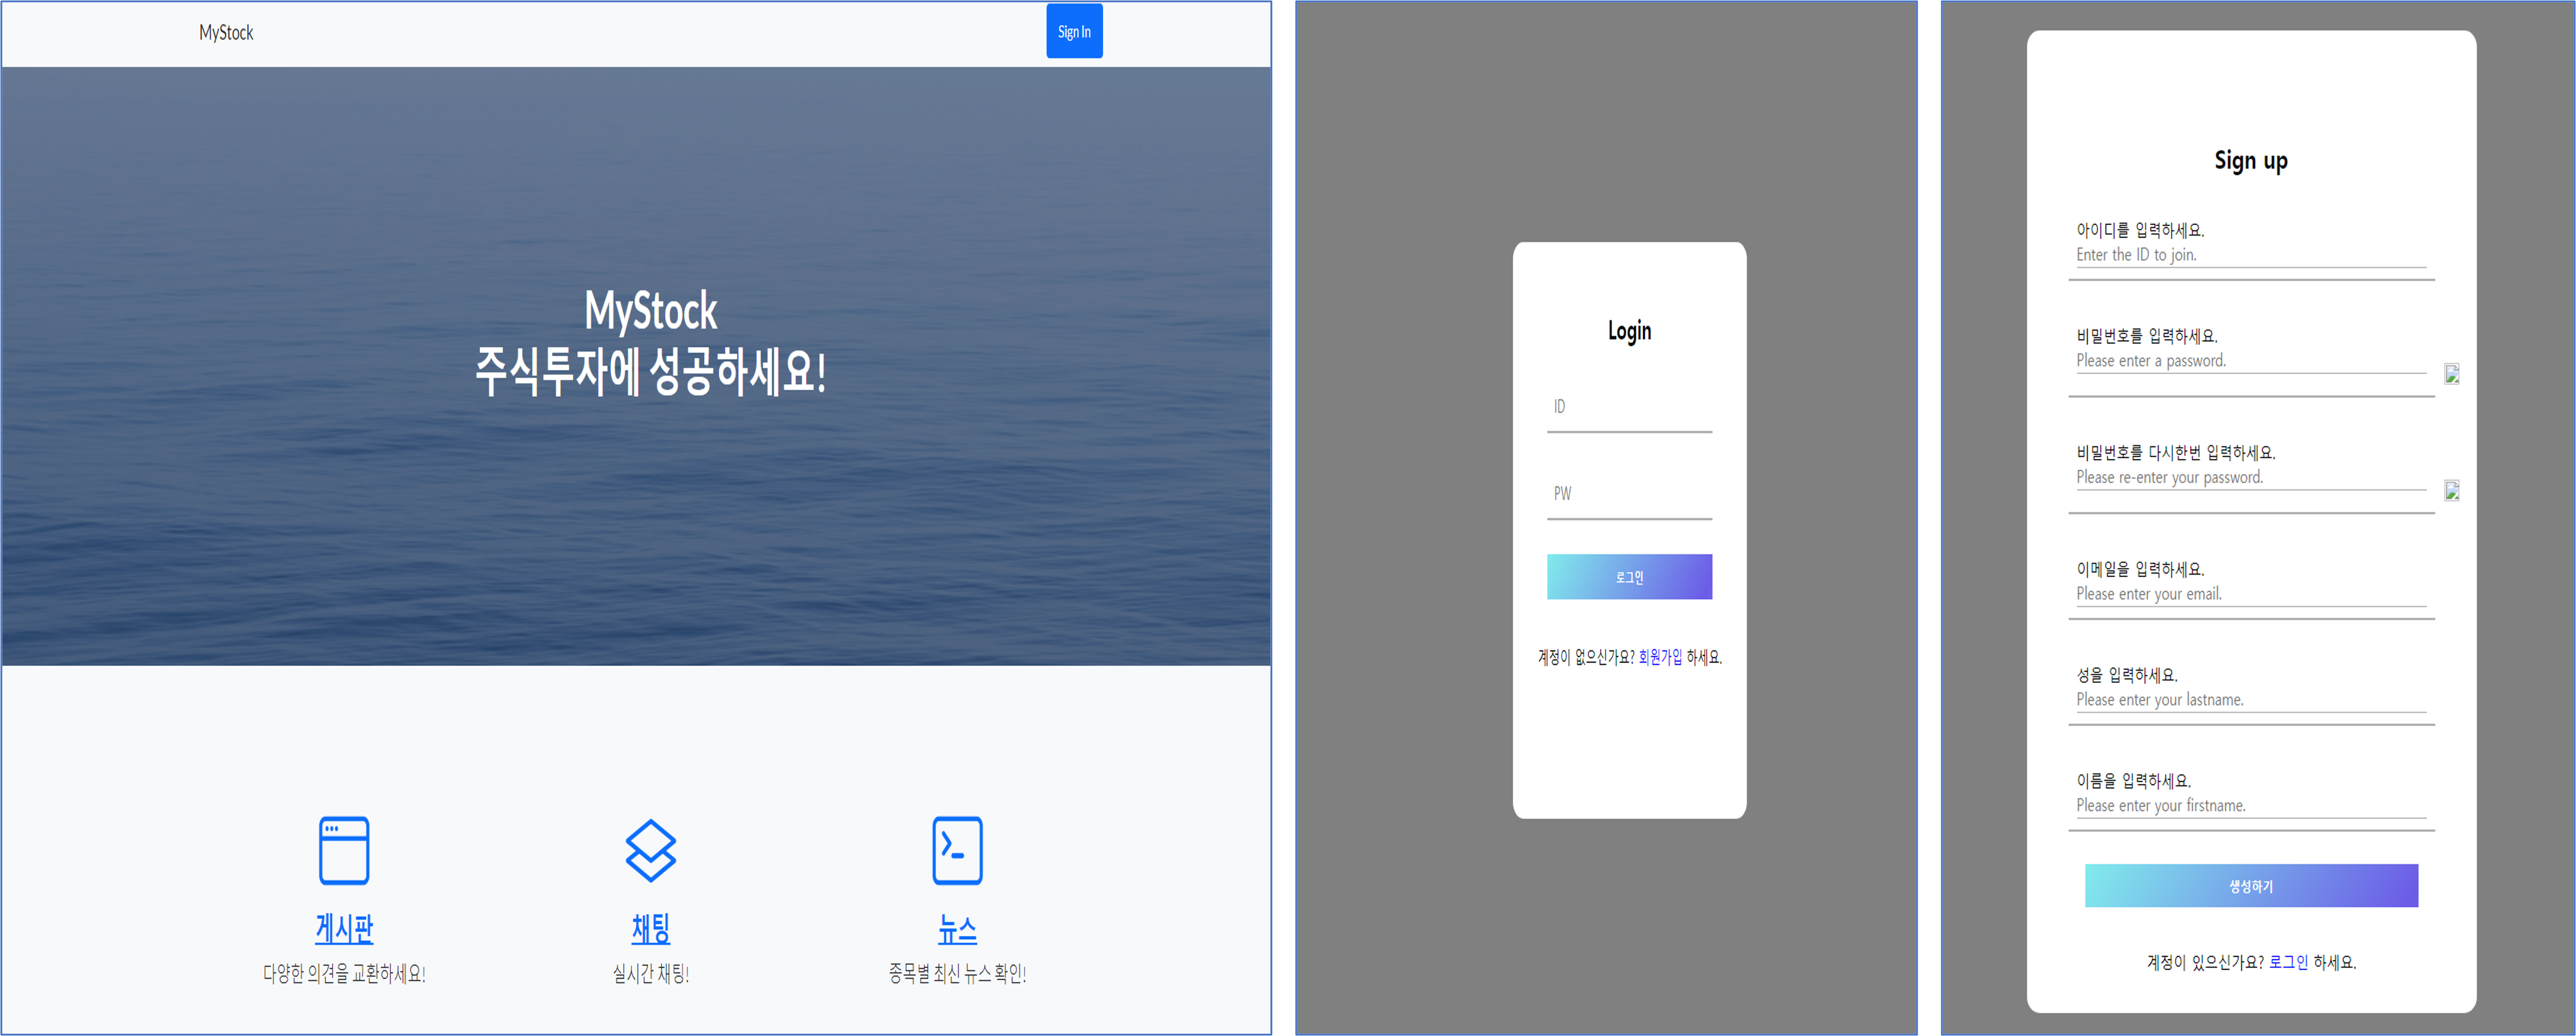 MyStock
Sign In
MyStock
주식투자에 성공하세요!
게시판
다양한 의견을 교환하세요!
채팅
실시간 채팅!
뉴스
종목별 최신 뉴스 확인!
Login
ID
PW
로그인
계정이 없으신가요? 회원가입 하세요.
Sign up
아이디를 입력하세요.
Enter the ID to join.
비밀번호를 입력하세요.
Please enter a password.
비밀번호를 다시한번 입력하세요.
Please re-enter your password.
이메일을 입력하세요.
Please enter your email.
성을 입력하세요.
Please enter your lastname.
이름을 입력하세요.
Please enter your firstname.
생성하기
계정이 있으신가요? 로그인 하세요.